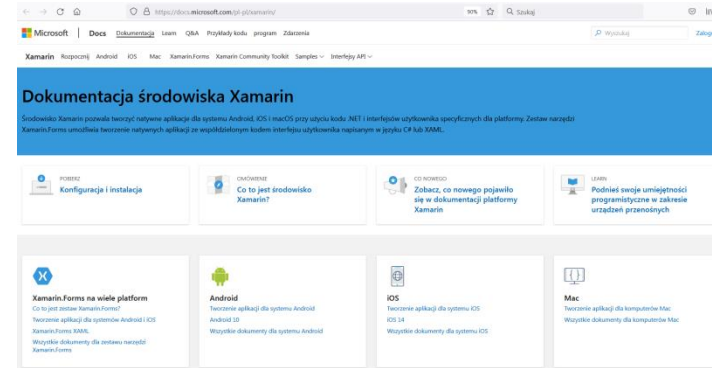 https://docs.microsoft.com/pl-pl/xamarin/
90%
Szukaj
Microsoft
Docs
Dokumentacja Learn Q&A Przykłady kodu program Zdarzenia
Wyszukaj
Xamarin Rozpocznij Android iOS Mac Xamarin.Forms Xamarin Community Toolkit Samples Interfejsy API
Dokumentacja środowiska Xamarin
Środowisko Xamarin pozwala tworzyć natywne aplikacje dla systemu Android, iOS i macOS przy użyciu kodu .NET i interfejsów użytkownika specyficznych dla platformy. Zestaw narzędzi
Xamarin.Forms umożliwia tworzenie natywnych aplikacji ze współdzielonym kodem interfejsu użytkownika napisanym w języku C# lub XAML.
POBIERZ
Konfiguracja i instalacja
OMÓWIENIE
Co to jest środowisko
Xamarin?
CO NOWEGO
Zobacz, co nowego pojawiło
się w dokumentacji platformy
Xamarin
LEARN
Podnieś swoje umiejętności
programistyczne w zakresie
urządzeń przenośnych
Xamarin.Forms na wiele platform
Co to jest zestaw Xamarin.Forms?
Tworzenie aplikacji dla systemów Android i iOS
Xamarin.Forms XAML
Wszystkie dokumenty dla zestawu narzędzi
Xamarin.Forms
Android
Tworzenie aplikacji dla systemu Android
Android 10
Wszystkie dokumenty dla systemu Android
iOS
Tworzenie aplikacji dla systemu iOS
iOS 14
Wszystkie dokumenty dla systemu iOS
Mac
Tworzenie aplikacji dla komputerów Mac
Wszystkie dokumenty dla komputerów Mac